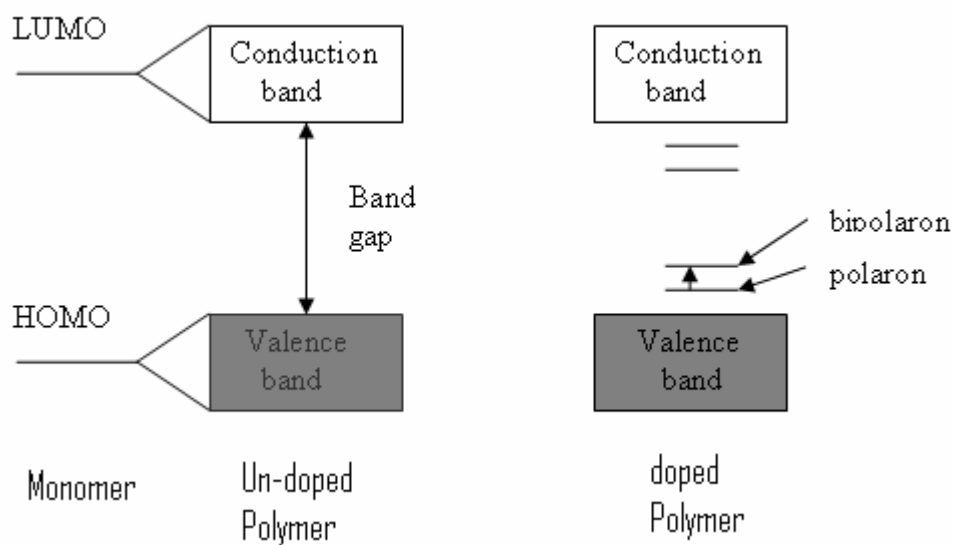 LUMO
Conduction
band
Conduction
band
Band
gap
bipolaron
polaron
HOMO
Valence
band
Valence
band
Monomer
Un-doped
Polymer
doped
Polymer